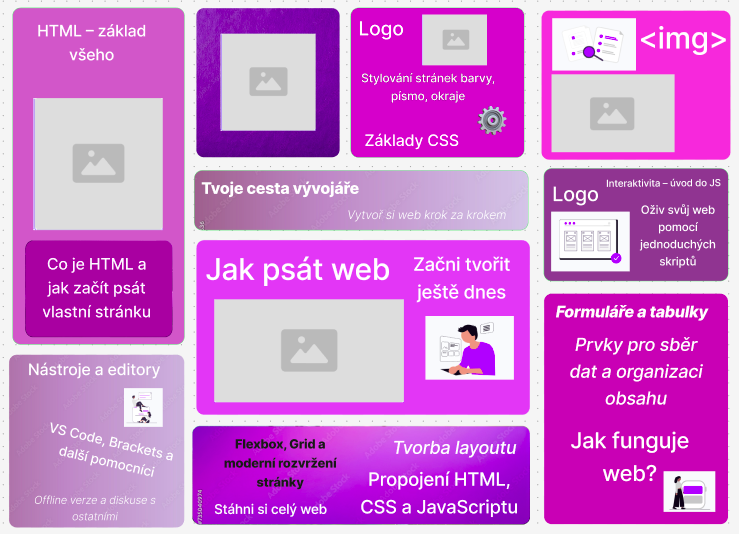 HTML – základ
všeho
Co je HTML a
jak začít psát
vlastní stránku
Nástroje a editory
VS Code, Brackets a
další pomocníci
Offline verze a diskuse s
ostatními
Logo
Stylování stránek barvy,
písmo, okraje
Základy CSS
Tvoje cesta vývojáře
Vytvoř si web krok za krokem
Jak psát web
Začni tvořit
ještě dnes
Flexbox, Grid a
moderní rozvržení
stránky
Stáhni si celý web
Tvorba layoutu
Propojení HTML,
CSS a JavaScriptu
<img>
Interaktivita – úvod do JS
Logo
Oživ svůj web
pomocí
jednoduchých
skriptů
Formuláře a tabulky
Prvky pro sběr
dat a organizaci
obsahu
Jak funguje
web?